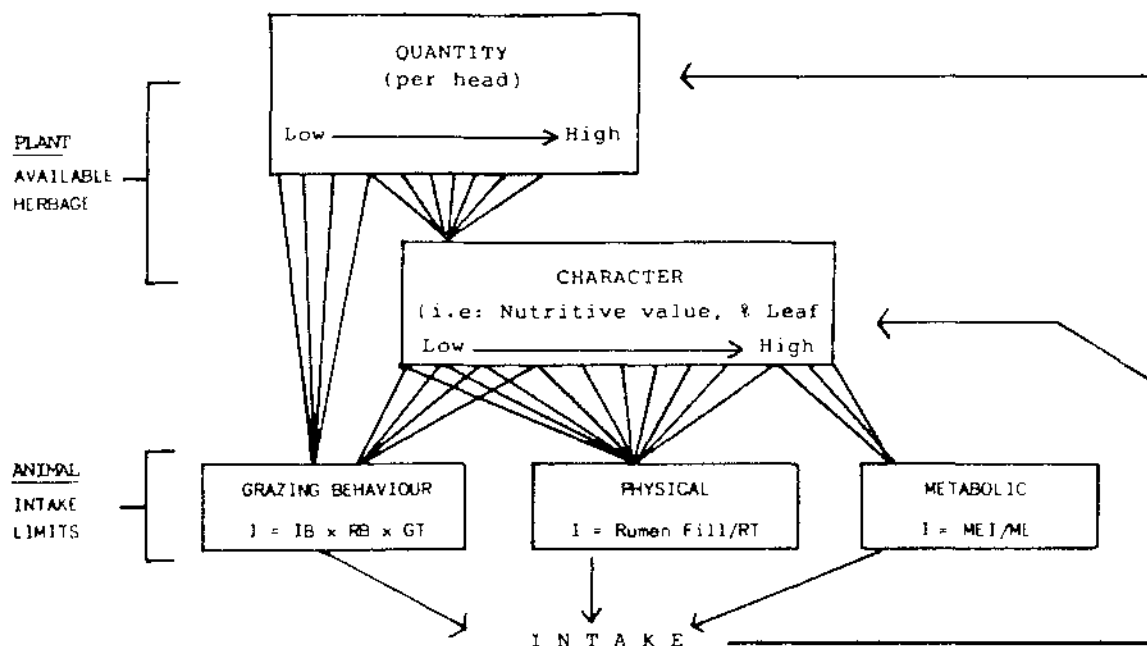 QUANTITY
(per head)
Low High
PLANT
AVAILABLE
HERBAGE
CHARACTER
(i.e: Nutritive value, % Leaf
Low High
ANIMAL
INTAKE
LIMITS
GRAZING BEHAVIOUR
I = IB × RB × GT
PHYSICAL
I = Rumen Fill/RT
METABOLIC
I = MEI/ME
INTAKE